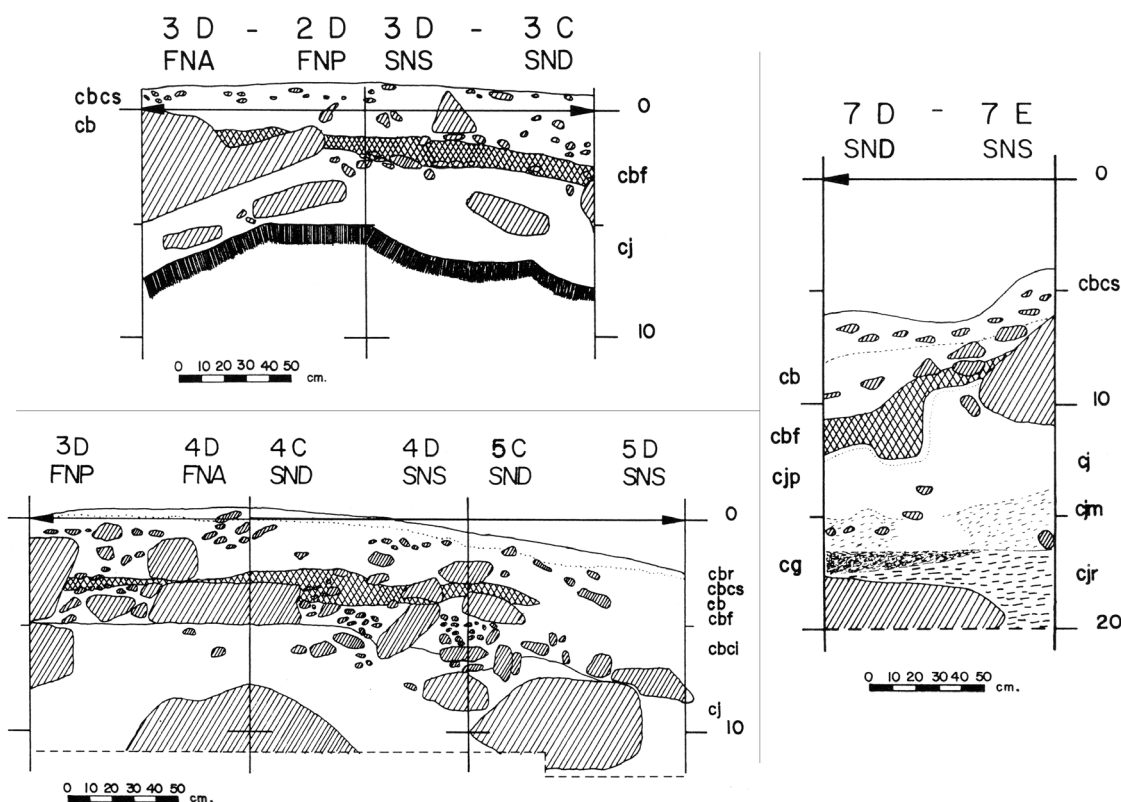 3 D - 2 D 3 D - 3 C
FNA FNP SNS SND
cbcs
cb
0
cbf
cj
10
0 10 20 30 40 50 cm.
7 D - 7 E
SND SNS
0
cbcs
cb
10
cbf
cj
cjp
cjm
cg
cjr
20
0 10 20 30 40 50 cm.
3D 4D 4C 4D 5C 5D
FNP FNA SND SNS SND SNS
0
cbr
cbcs
cb
cbf
cbci
cj
10
0 10 20 30 40 50 cm.